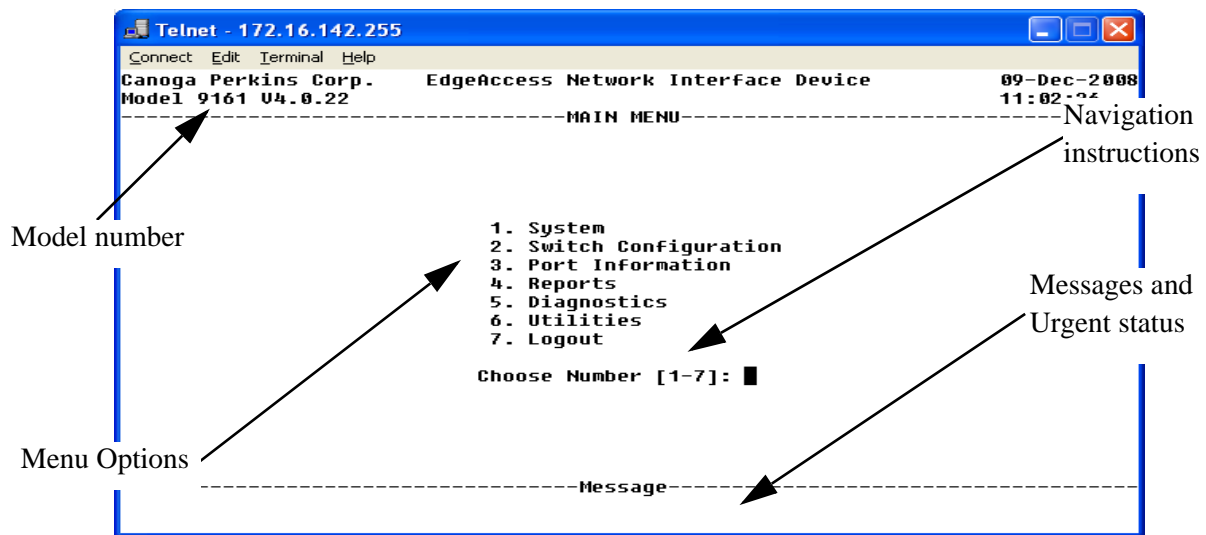 Telnet - 172.16.142.255
Connect Edit Terminal Help
Canoga Perkins Corp. EdgeAccess Network Interface Device 09-Dec-2008
Model 9161 V4.0.22 11:02:
---MAIN MENU---
Navigation
instructions
Model number
1. System
2. Switch Configuration
3. Port Information
4. Reports
5. Diagnostics
6. Utilities
7. Logout
Choose Number [1-7]:
Messages and
Urgent status
Menu Options
---Message---